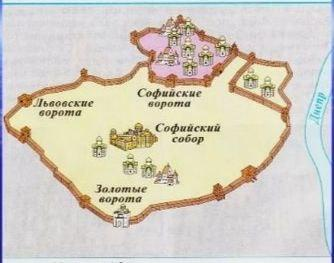 Софийские
ворота
Львовские
ворота
Софийский
собор
Золотые
ворота
Днепр